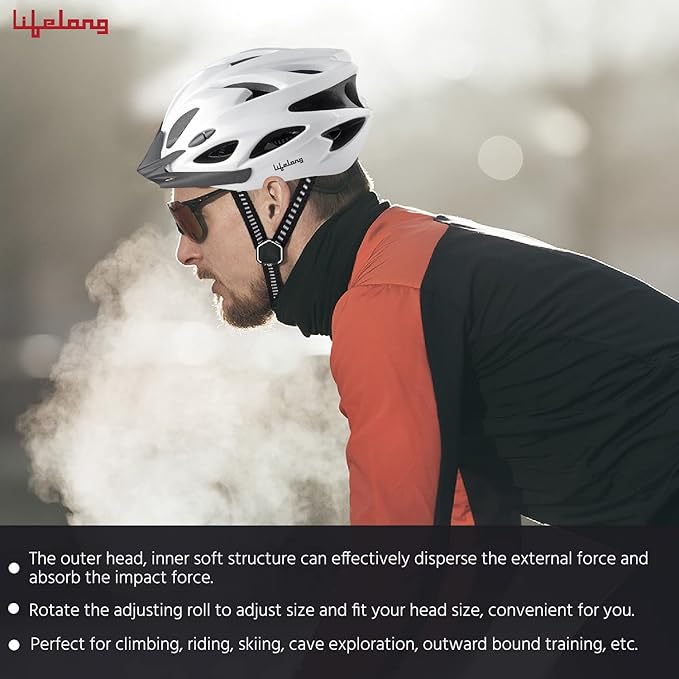 Lifelong
Lifelong
The outer head, inner soft structure can effectively disperse the external force and
absorb the impact force.
Rotate the adjusting roll to adjust size and fit your head size, convenient for you.
Perfect for climbing, riding, skiing, cave exploration, outward bound training, etc.